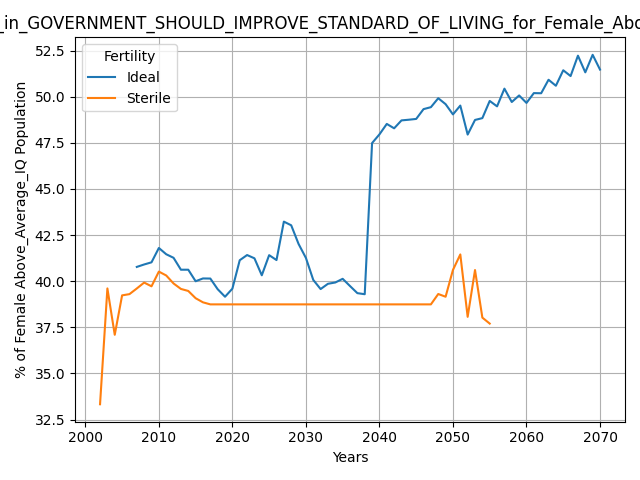 _in_GOVERNMENT_SHOULD_IMPROVE_STANDARD_OF_LIVING_for_Female_Abo
Fertility
Ideal
Sterile
% of Female Above_Average_IQ Population
52.5
50.0
47.5
45.0
42.5
40.0
37.5
35.0
32.5
2000
2010
2020
2030
2040
2050
2060
2070
Years